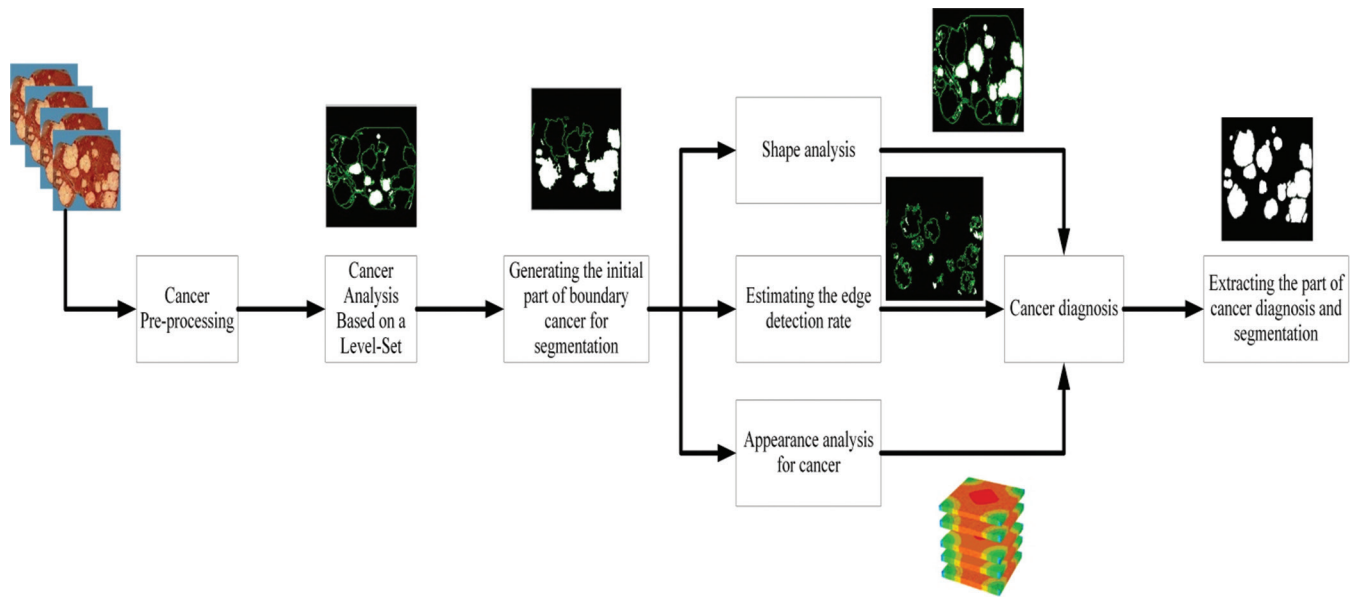 Cancer
Pre-processing
Cancer
Analysis
Based on a
Level-Set
Generating the initial
part of boundary
cancer for
segmentation
Shape analysis
Estimating the edge
detection rate
Appearance analysis
for cancer
Cancer diagnosis
Extracting the part of
cancer diagnosis and
segmentation